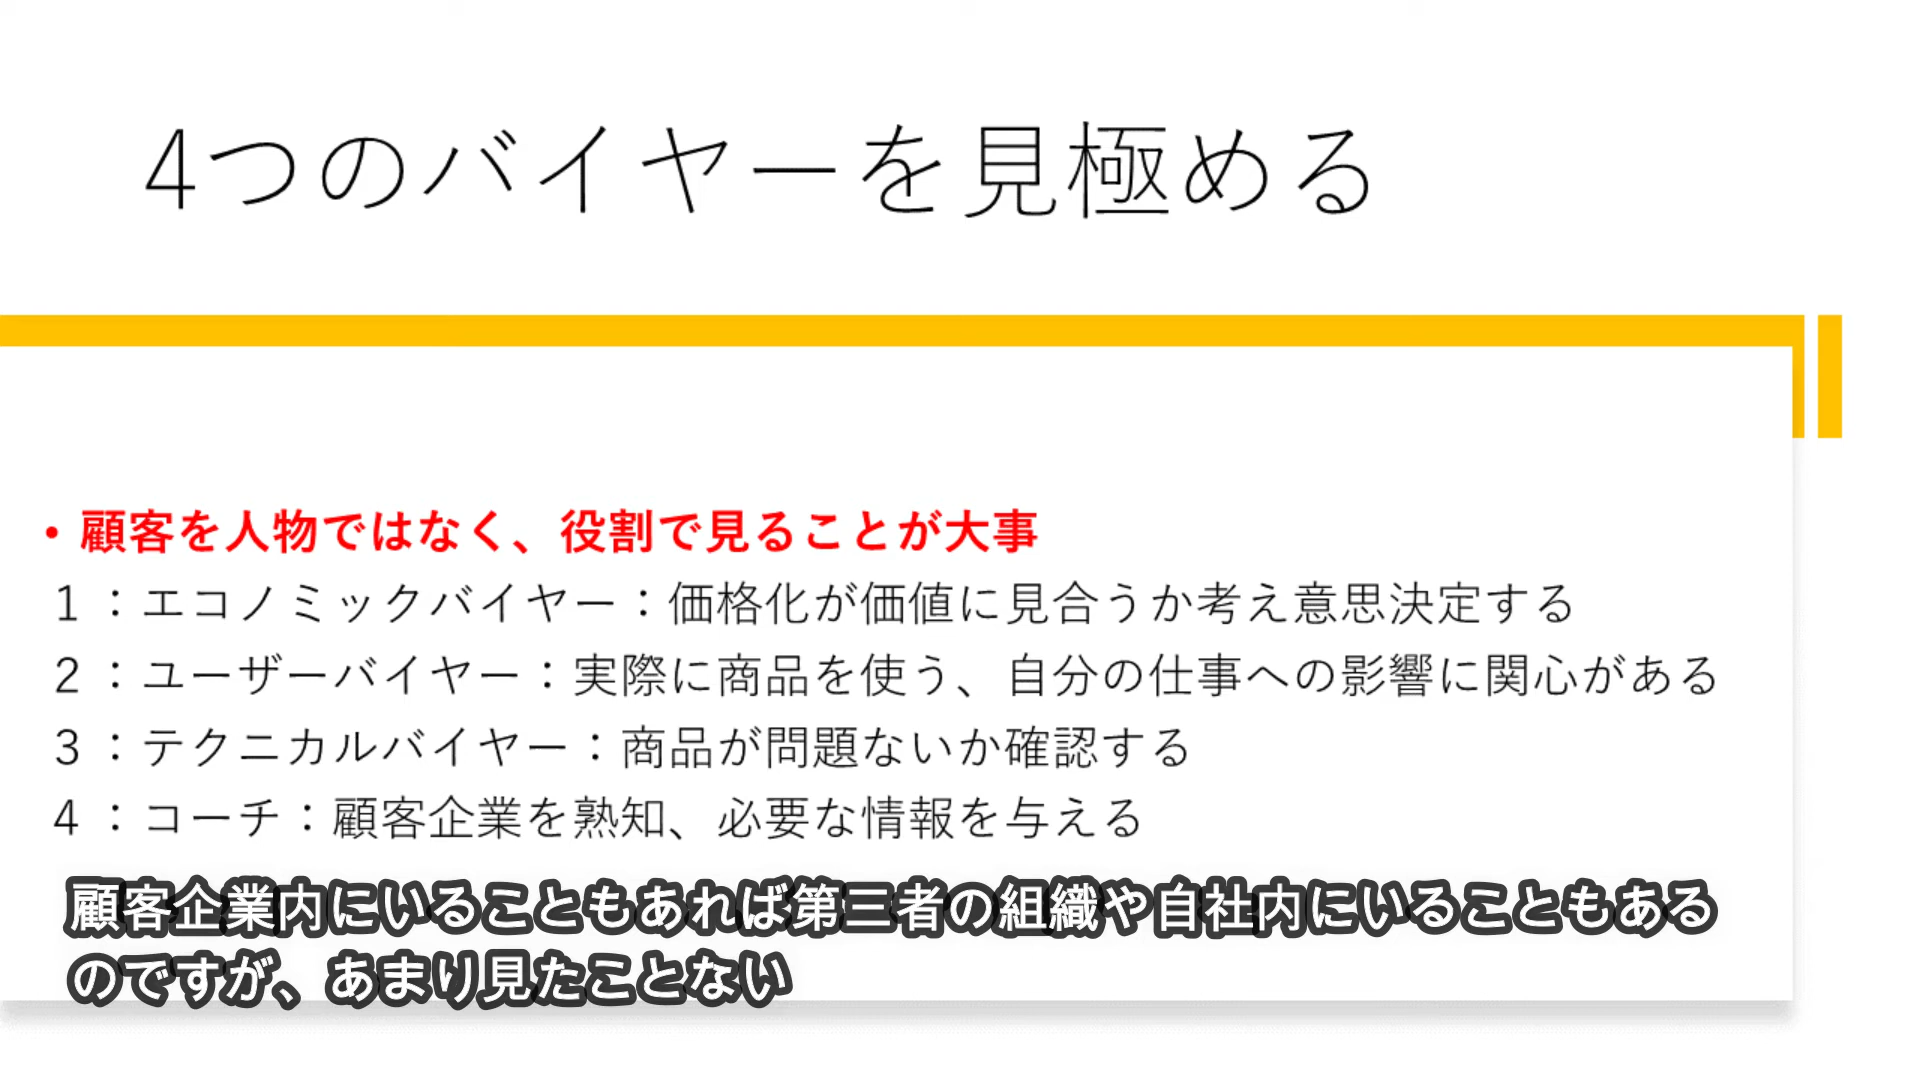 4つのバイヤーを見極める
• 顧客を人物ではなく、役割で見ることが大事
1：エコノミックバイヤー：価格化が価値に見合うか考え意思決定する
2：ユーザーバイヤー：実際に商品を使う、自分の仕事への影響に関心がある
3：テクニカルバイヤー：商品が問題ないか確認する
4：コーチ：顧客企業を熟知、必要な情報を与える
顧客企業内にいることもあれば第三者の組織や自社内にいることもある
のですが、あまり見たことない